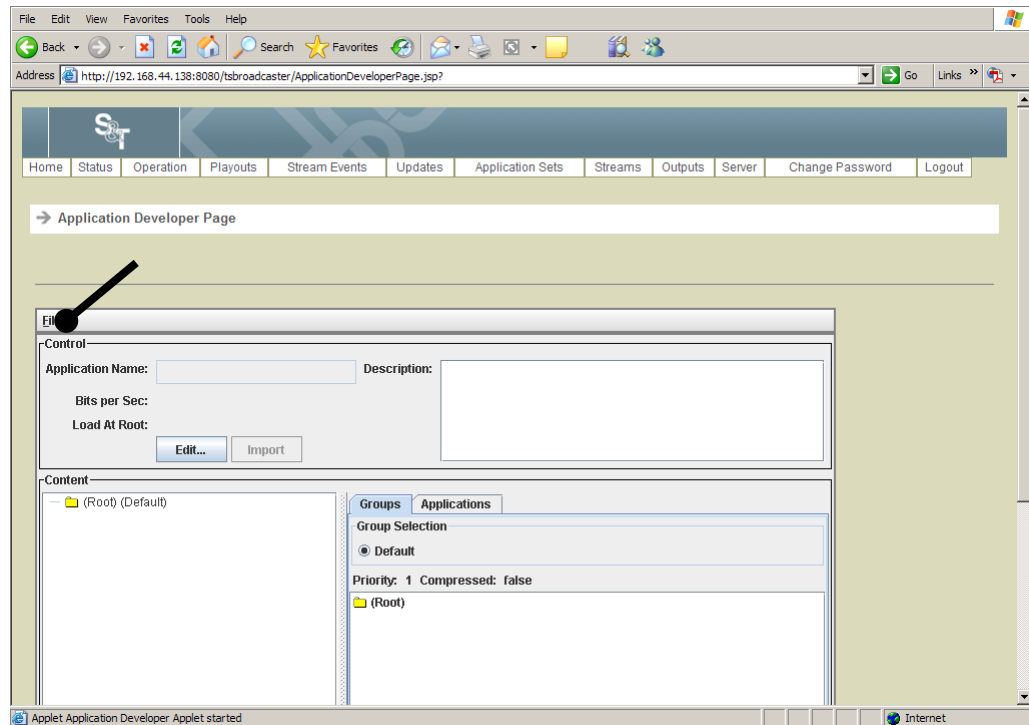 File Edit View Favorites Tools Help
Back Search Favorites
Address http://192.168.44.138:8080/tsbroadcaster/ApplicationDeveloperPage.jsp? Go Links »
S&T
Home Status Operation Playouts Stream Events Updates Application Sets Streams Outputs Server Change Password Logout
Application Developer Page
Control
Application Name: Description:
Bits per Sec:
Load At Root:
Edit... Import
Content
(Root) (Default)
Groups Applications
Group Selection
Default
Priority: 1 Compressed: false
(Root)
Applet Application Developer Applet started Internet